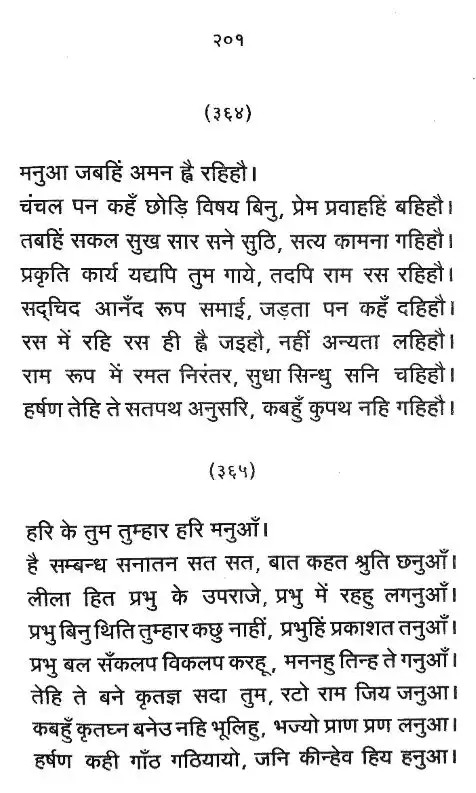 २०१
(३६४)
मनुआ जबहिं अमन ह्वै रहिहौ।
चंचल पन कहँ छोड़ि विषय बिनु, प्रेम प्रवाहहिं बहिहौ।
तबहिं सकल सुख सार सने सुठि, सत्य कामना गहिहौ।
प्रकृति कार्य यद्यपि तुम गाये, तदपि राम रस रहिहौ।
सद्चिद आनँद रूप समाई, जड़ता पन कहँ दहिहौ।
रस में रहि रस ही ह्वै जइहौ, नहीं अन्यता लहिहौ।
राम रूप में रमत निरंतर, सुधा सिन्धु सनि चहिहौ।
हर्षण तेहि ते सतपथ अनुसरि, कबहुँ कुपथ नहि गहिहौ।
(३६५)
हरि के तुम तुम्हार हरि मनुआँ।
है सम्बन्ध सनातन सत सत, बात कहत श्रुति छनुआँ।
लीला हित प्रभु के उपराजे, प्रभु में रहहु लगनुआँ।
प्रभु बिनु थिति तुम्हार कछु नाहीं, प्रभुहिं प्रकाशत तनुआँ।
प्रभु बल सँकलप विकलप करहू, मननहु तिन्ह ते गनुआँ।
तेहि ते बने कृतज्ञ सदा तुम, रटो राम जिय जनुआ।
कबहुँ कृतघ्न बनेउ नहि भूलिहु, भज्यो प्राण प्रण लनुआ।
हर्षण कही गाँठ गठियायो, जनि कीन्हेव हिय हनुआ।